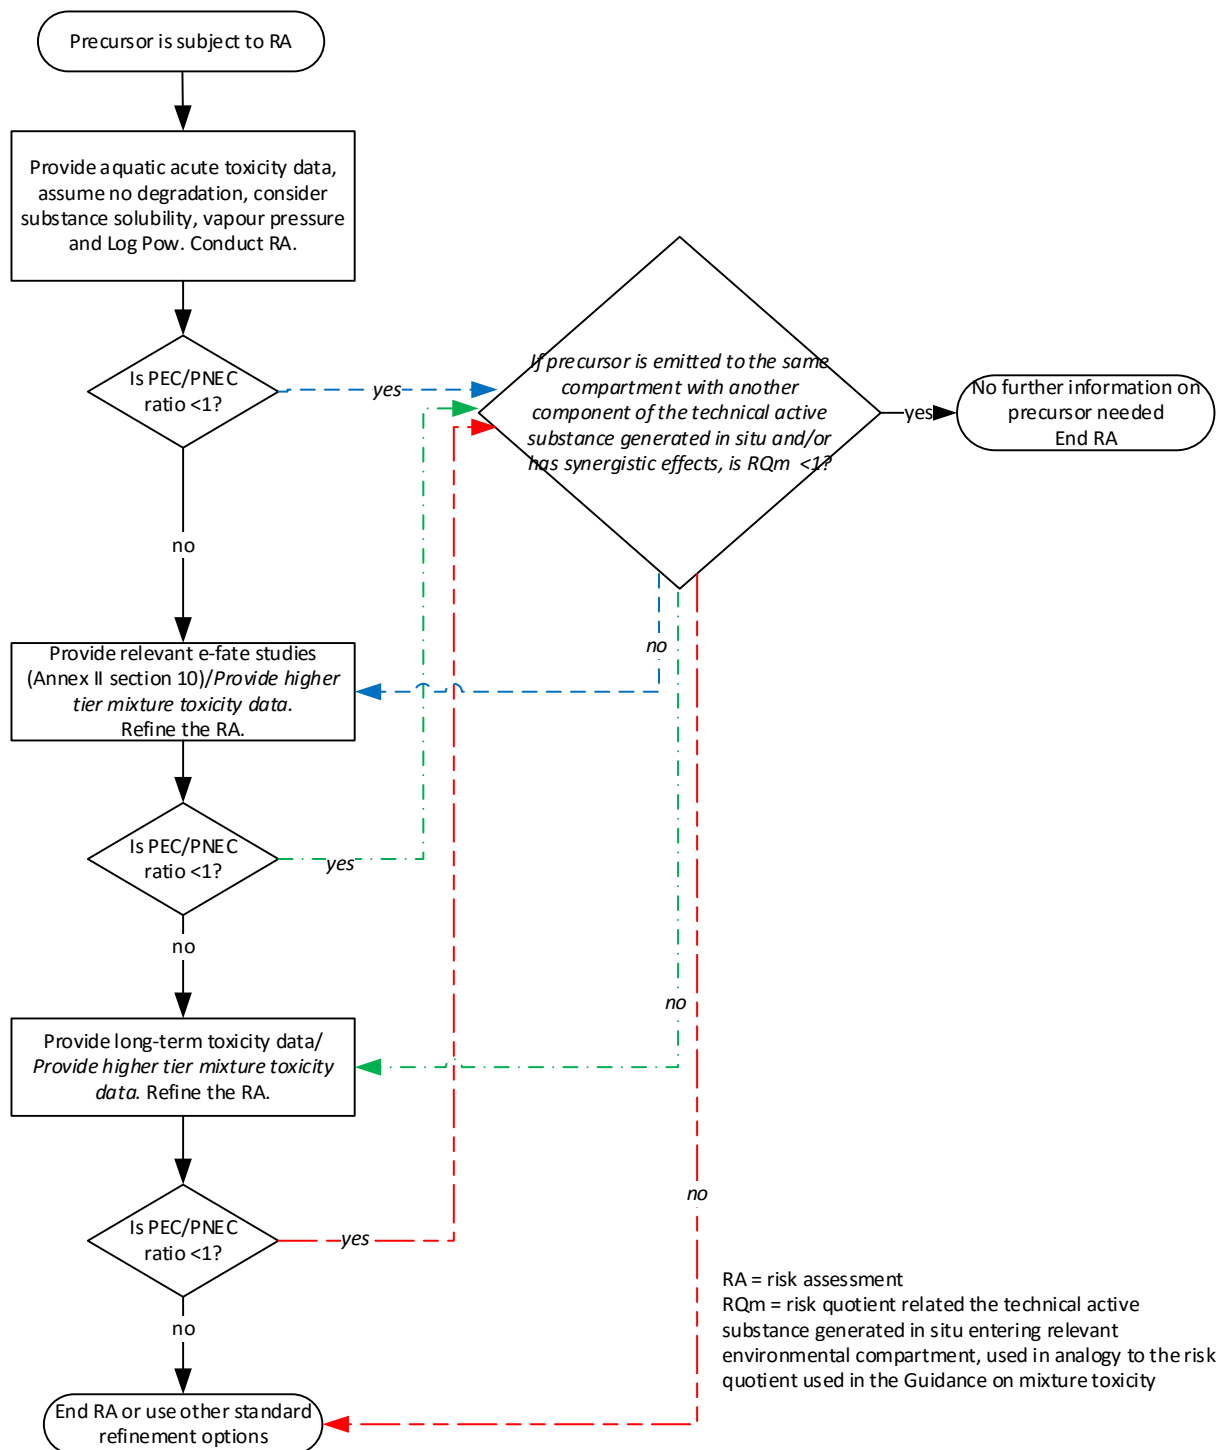 Precursor is subject to RA
Provide aquatic acute toxicity data,
assume no degradation, consider
substance solubility, vapour pressure
and Log Pow. Conduct RA.
Is PEC/PNEC
ratio <1?
yes
If precursor is emitted to the same
compartment with another
component of the technical active
substance generated in situ and/or
has synergistic effects, is RQm <1?
yes
No further information on
precursor needed
End RA
no
no
Provide relevant e-fate studies
(Annex II section 10)/Provide higher
tier mixture toxicity data.
Refine the RA.
Is PEC/PNEC
ratio <1?
yes
no
no
Provide long-term toxicity data/
Provide higher tier mixture toxicity
data. Refine the RA.
no
Is PEC/PNEC
ratio <1?
yes
no
End RA or use other standard
refinement options
RA = risk assessment
RQm = risk quotient related the technical active
substance generated in situ entering relevant
environmental compartment, used in analogy to the risk
quotient used in the Guidance on mixture toxicity